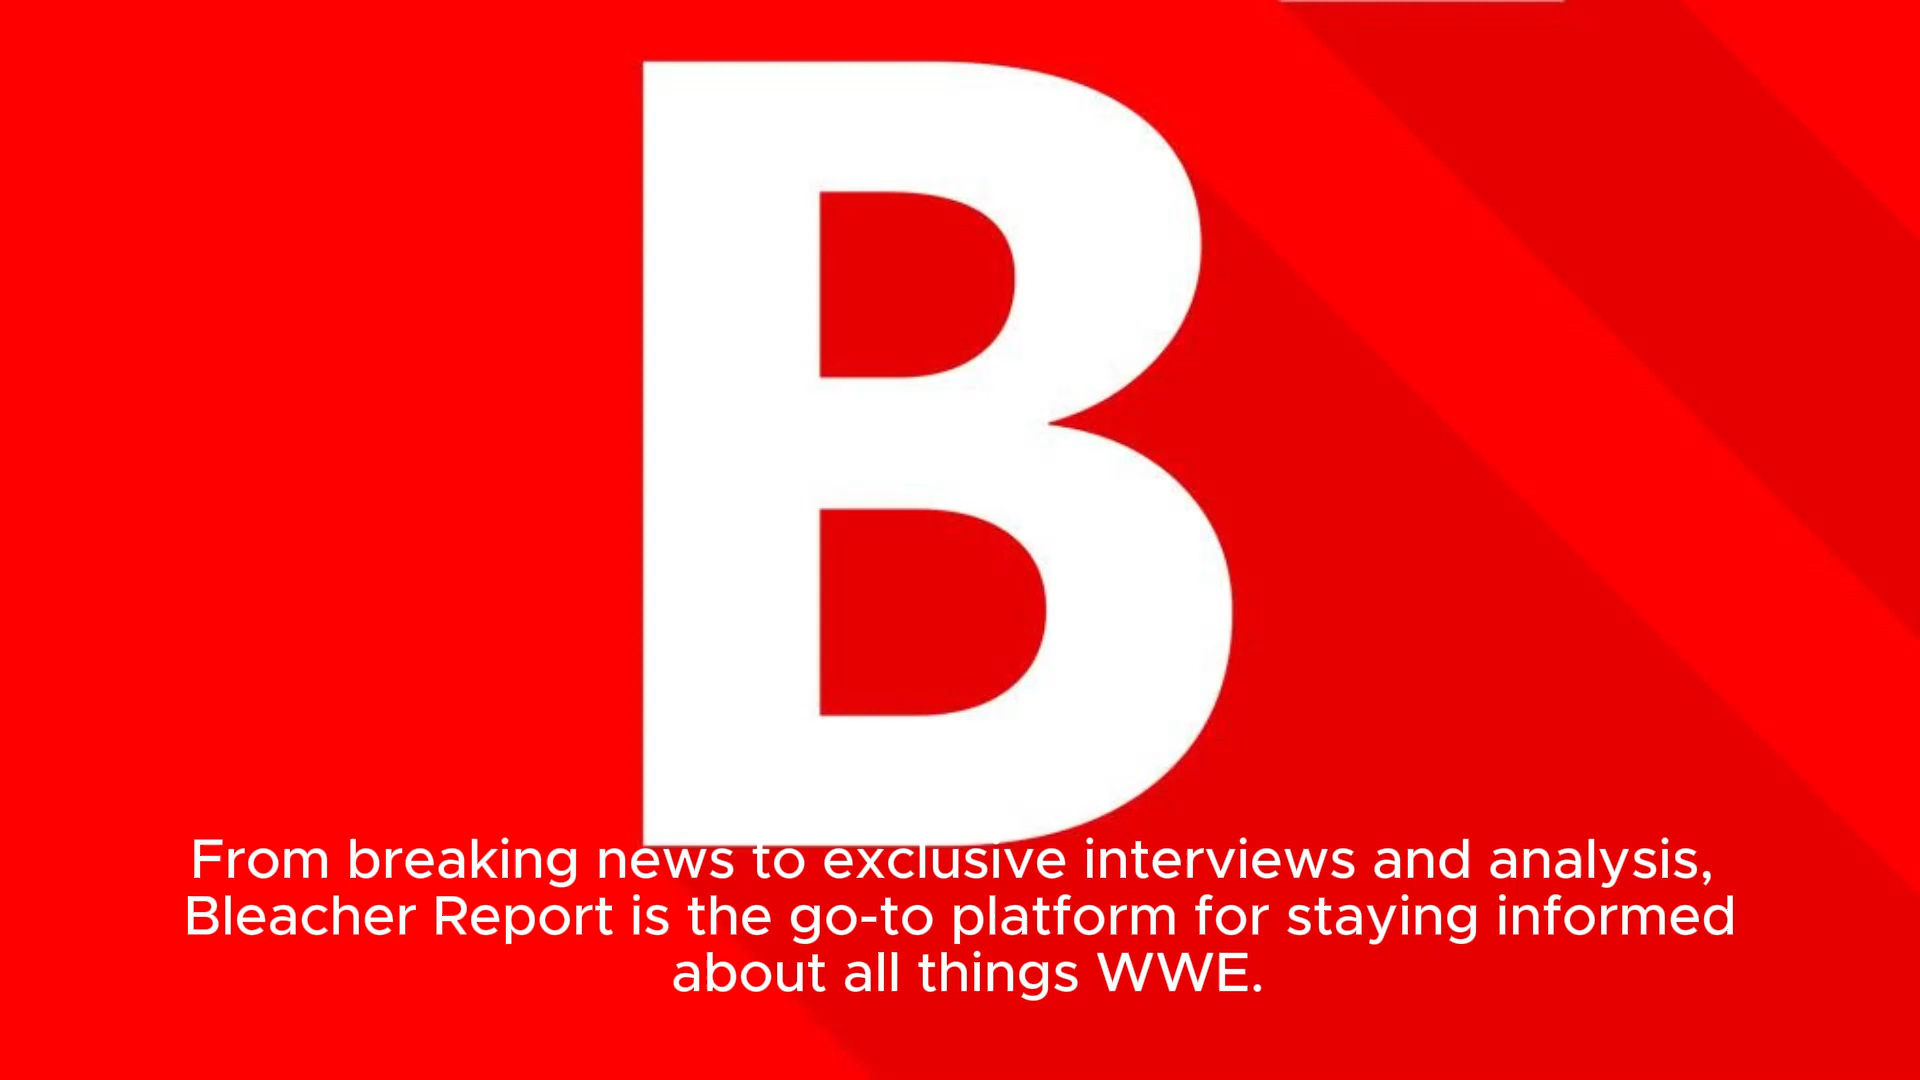 B
From breaking news to exclusive interviews and analysis,
Bleacher Report is the go-to platform for staying informed
about all things WWE.